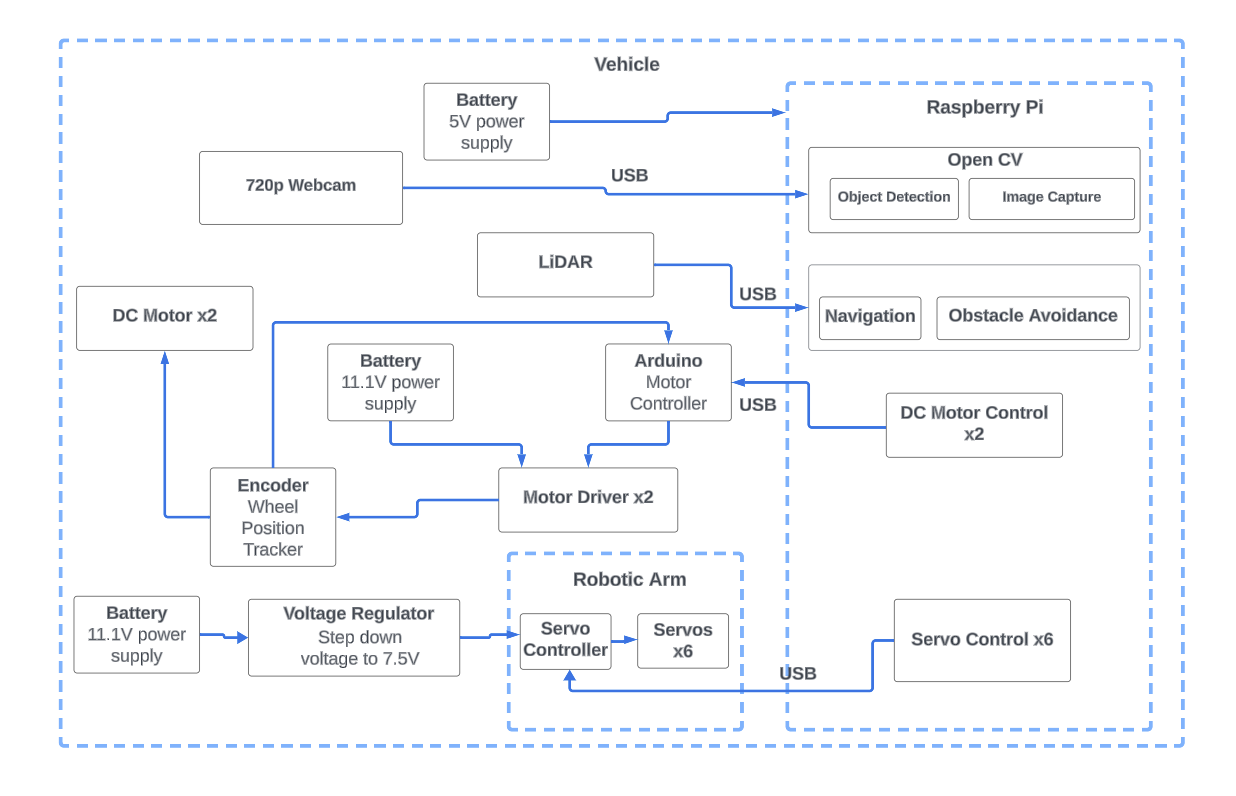 Vehicle
Battery
5V power
supply
Raspberry Pi
Open CV
Object Detection
Image Capture
720p Webcam
USB
LiDAR
USB
Navigation
Obstacle Avoidance
DC Motor x2
Battery
11.1V power
supply
Arduino
Motor
Controller
USB
DC Motor Control
x2
Encoder
Wheel
Position
Tracker
Motor Driver x2
Robotic Arm
Battery
11.1V power
supply
Voltage Regulator
Step down
voltage to 7.5V
Servo
Controller
Servos
x6
USB
Servo Control x6